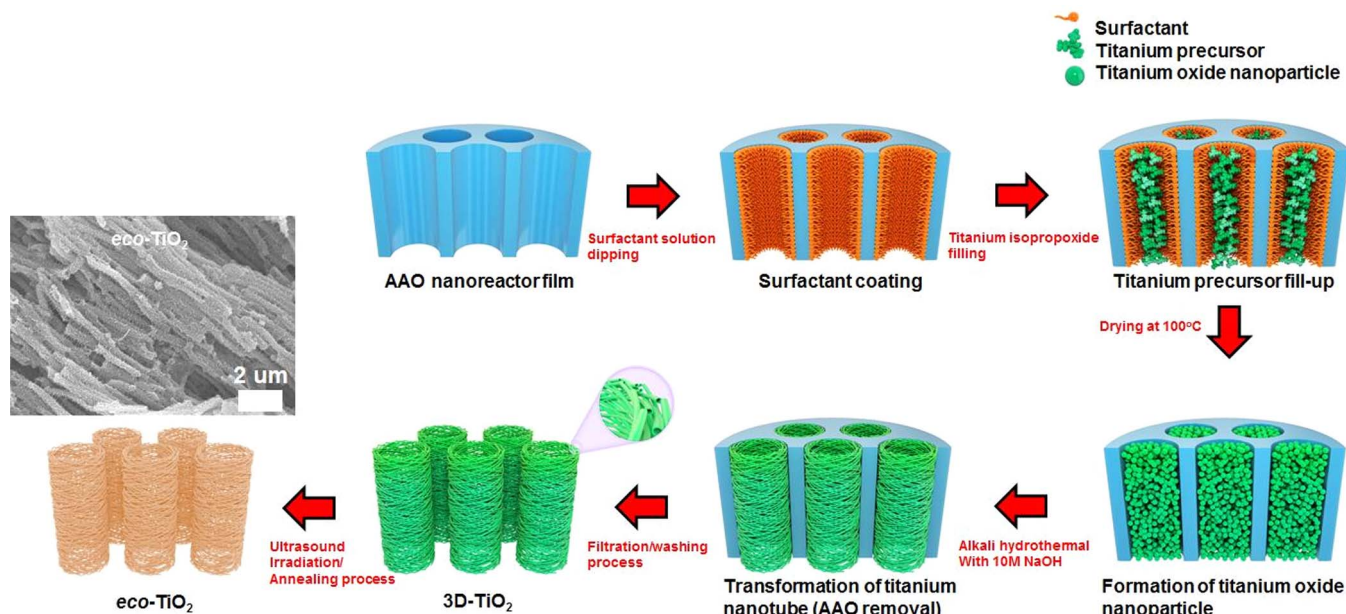 Surfactant
Titanium precursor
Titanium oxide nanoparticle
AAO nanoreactor film
Surfactant solution
dipping
Surfactant coating
Titanium isopropoxide
filling
Titanium precursor fill-up
Drying at 100°C
Formation of titanium oxide
nanoparticle
Alkali hydrothermal
With 10M NaOH
Transformation of titanium
nanotube (AAO removal)
Filtration/washing
process
3D-TiO₂
Ultrasound
Irradiation/
Annealing process
eco-TiO₂
eco-TiO₂
2 um